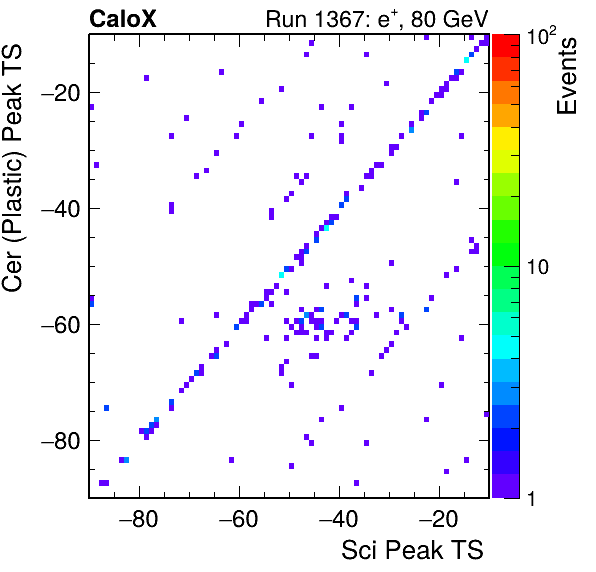 CaloX Run 1367: e⁺, 80 GeV
Cer (Plastic) Peak TS
−20
−40
−60
−80
−80 −60 −40 −20
Sci Peak TS
10²
10
1
Events